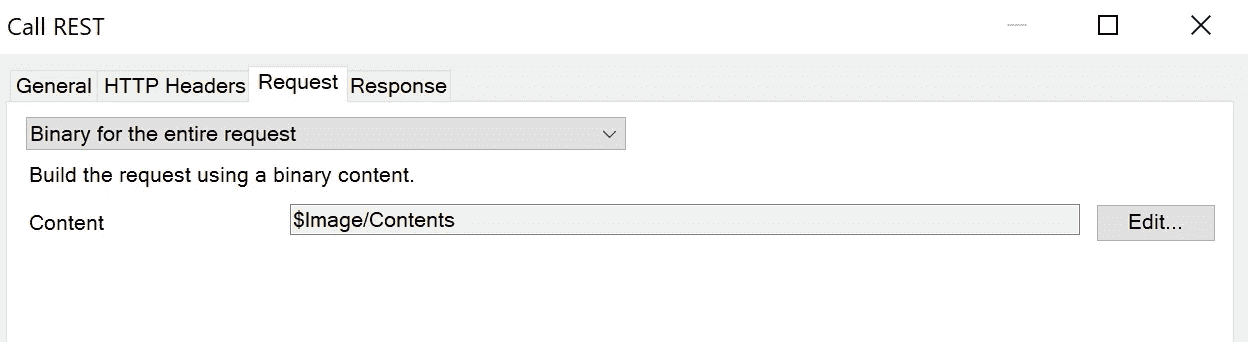 Call REST
General HTTP Headers Request Response
Binary for the entire request
Build the request using a binary content.
Content $Image/Contents Edit...